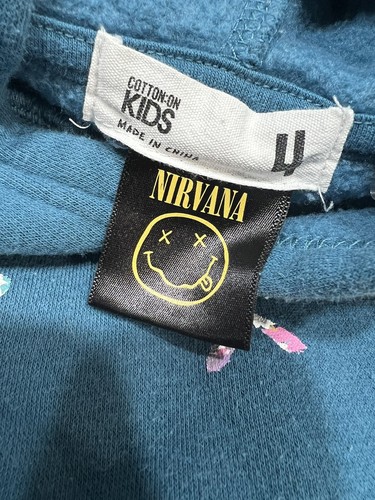 COTTON:ON
KIDS
MADE IN CHINA
4
NIRVANA